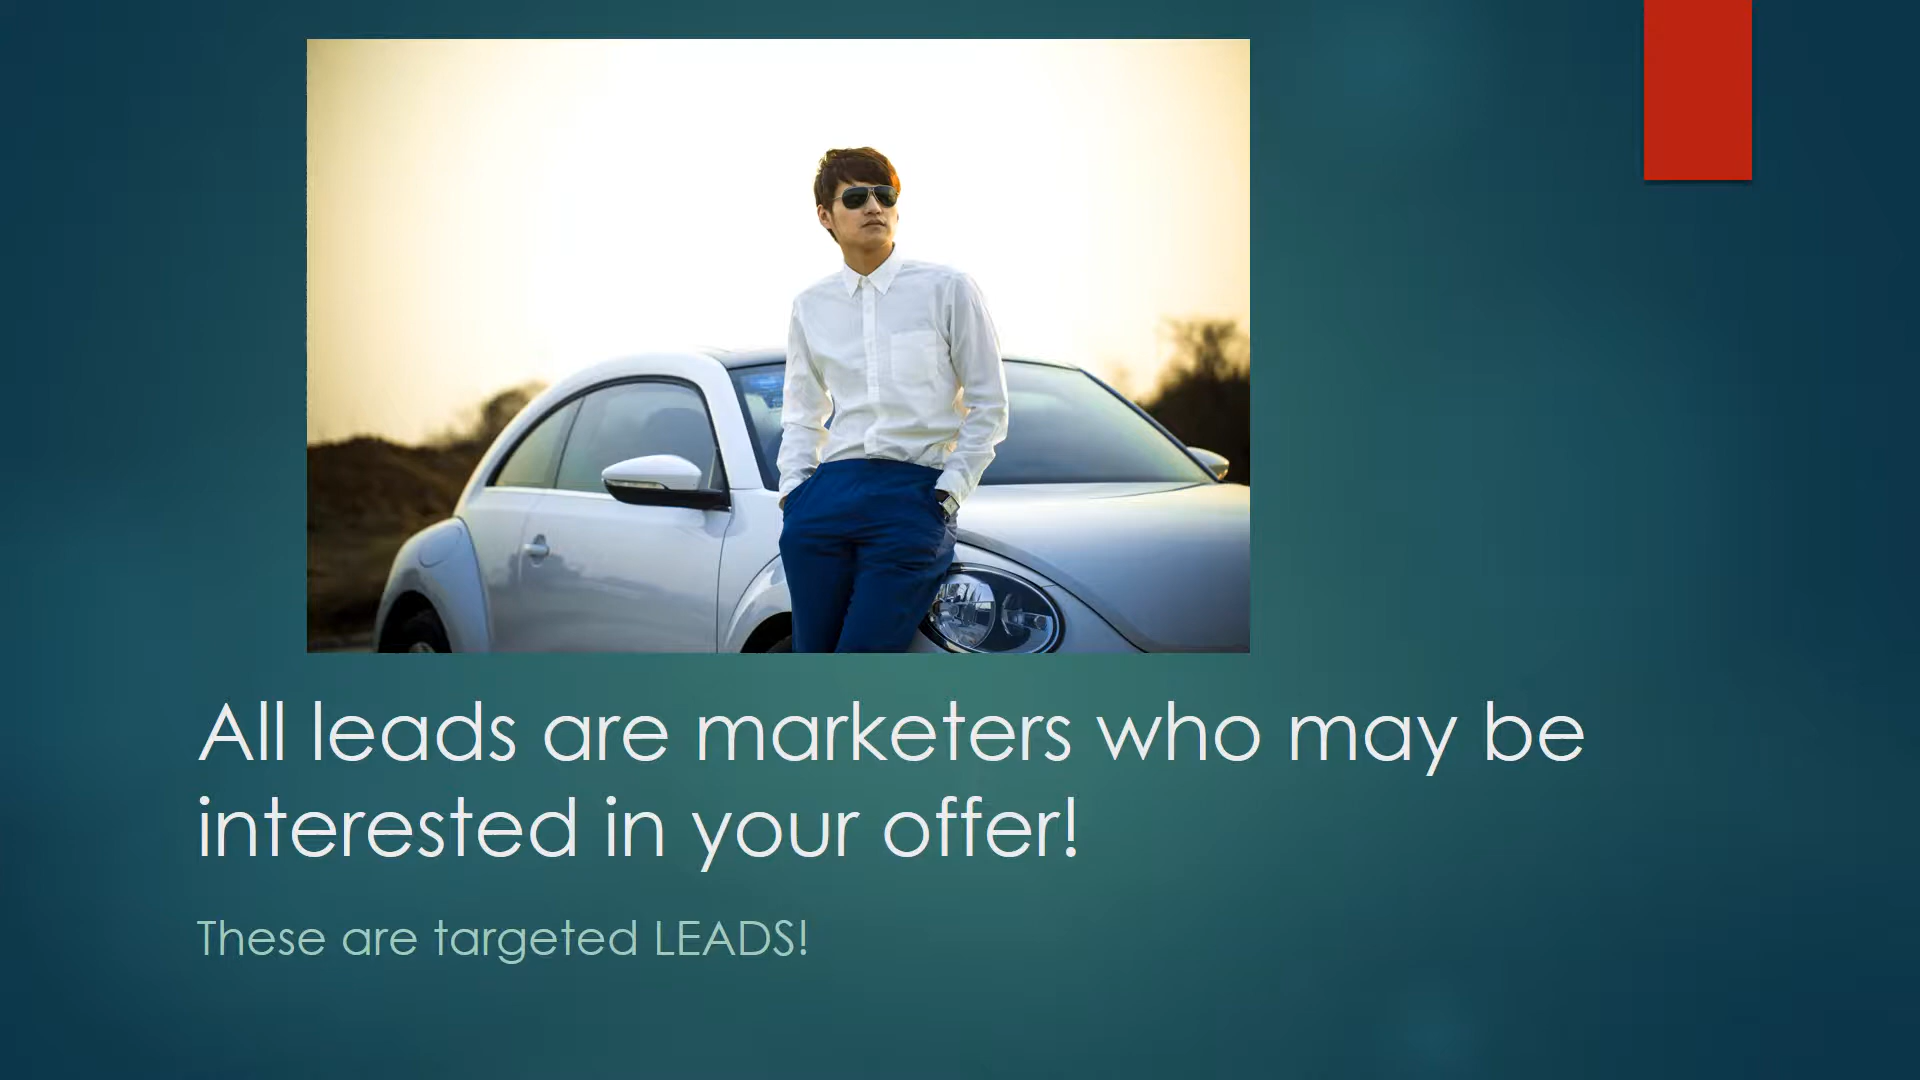 All leads are marketers who may be
interested in your offer!
These are targeted LEADS!